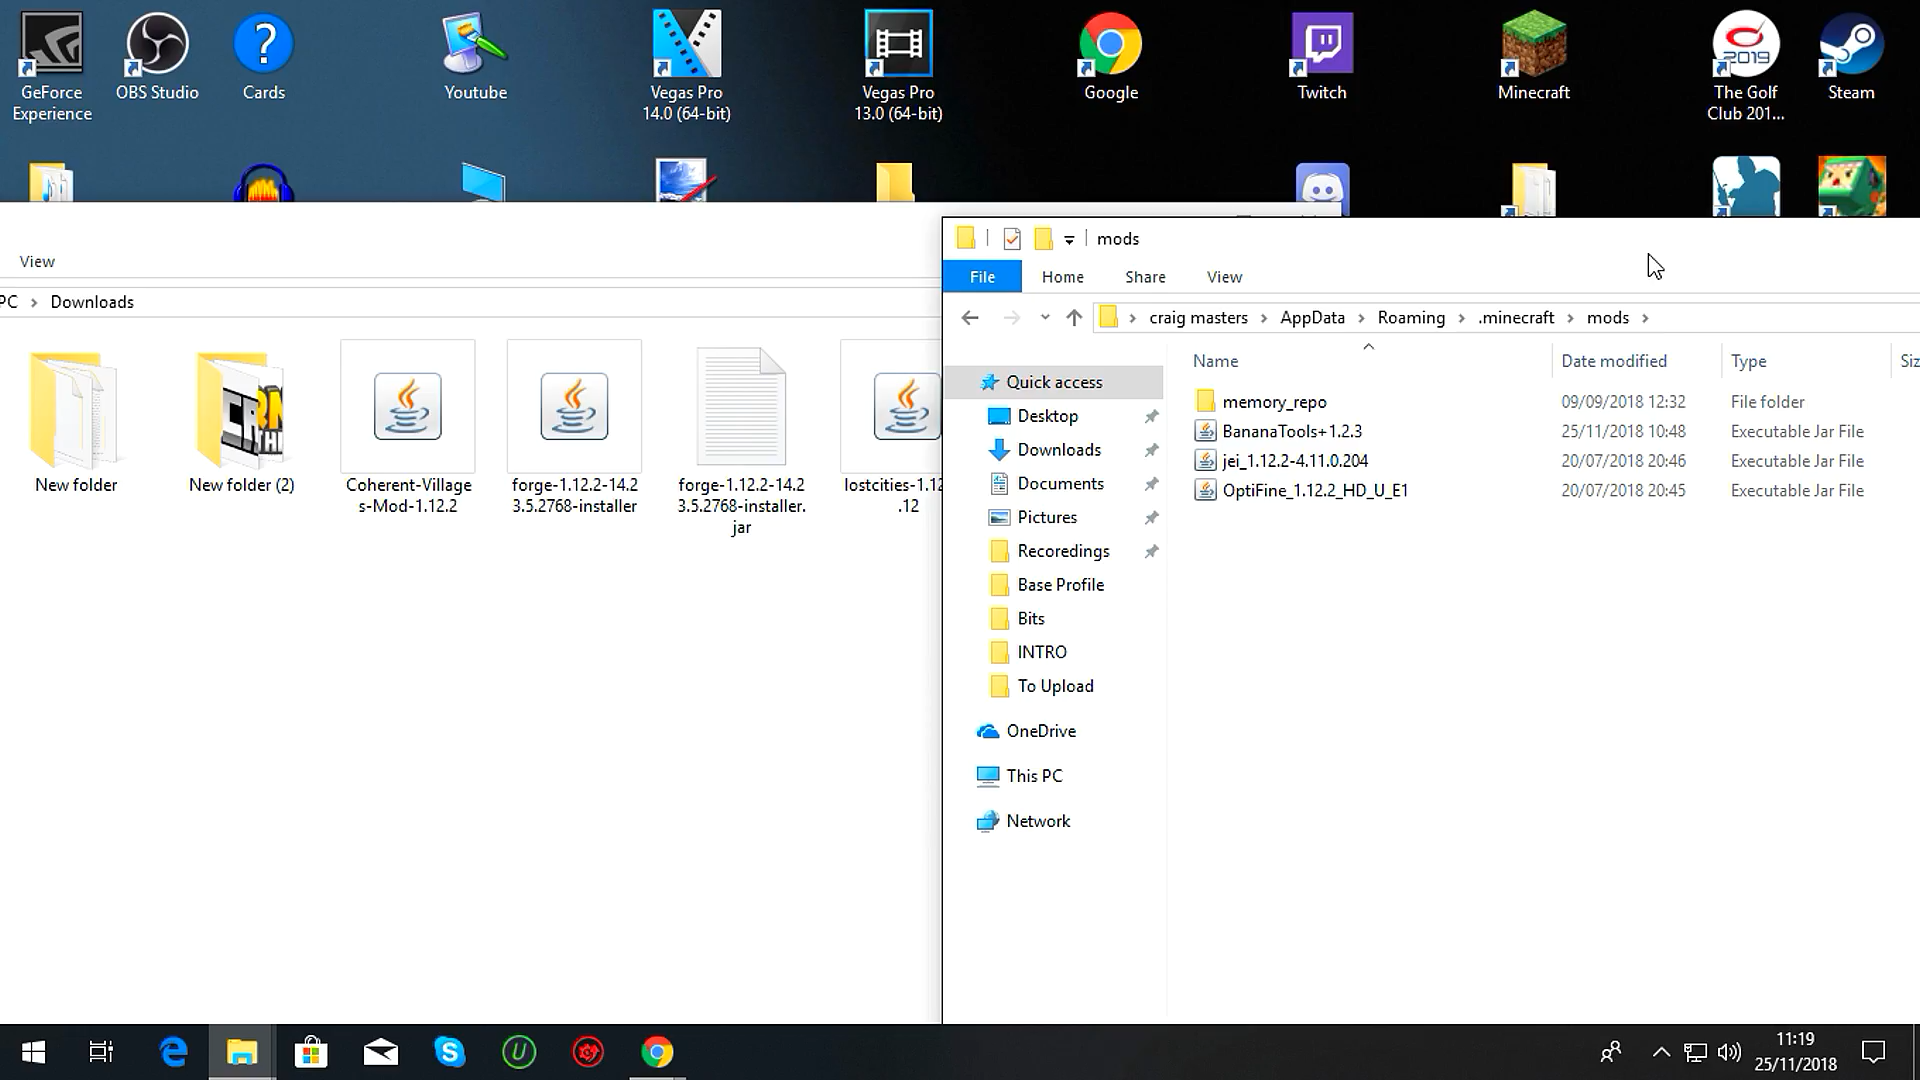 GeForce
Experience
OBS Studio
Cards
Youtube
Vegas Pro
14.0 (64-bit)
Vegas Pro
13.0 (64-bit)
Google
Twitch
Minecraft
2019
The Golf
Club 201...
Steam
View
PC > Downloads
New folder
New folder (2)
Coherent-Village
s-Mod-1.12.2
forge-1.12.2-14.2
3.5.2768-installer
forge-1.12.2-14.2
3.5.2768-installer.
jar
lostcities-1.12
.12
mods
File Home Share View
craig masters > AppData > Roaming > .minecraft > mods >
Name Date modified Type Siz
Quick access
Desktop
Downloads
Documents
Pictures
Recoredings
Base Profile
Bits
INTRO
To Upload
OneDrive
This PC
Network
memory_repo 09/09/2018 12:32 File folder
BananaTools+1.2.3 25/11/2018 10:48 Executable Jar File
jei_1.12.2-4.11.0.204 20/07/2018 20:46 Executable Jar File
OptiFine_1.12.2_HD_U_E1 20/07/2018 20:45 Executable Jar File
11:19
25/11/2018